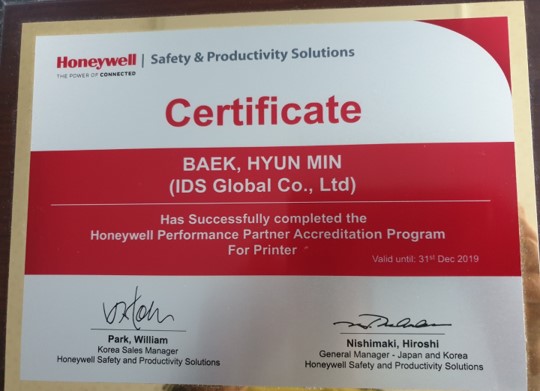 Honeywell | Safety & Productivity Solutions
THE POWER OF CONNECTED
Certificate
BAEK, HYUN MIN
(IDS Global Co., Ltd)
Has Successfully completed the
Honeywell Performance Partner Accreditation Program
For Printer
Valid until: 31st Dec 2019
Park, William
Korea Sales Manager
Honeywell Safety and Productivity Solutions
Nishimaki, Hiroshi
General Manager - Japan and Korea
Honeywell Safety and Productivity Solutions